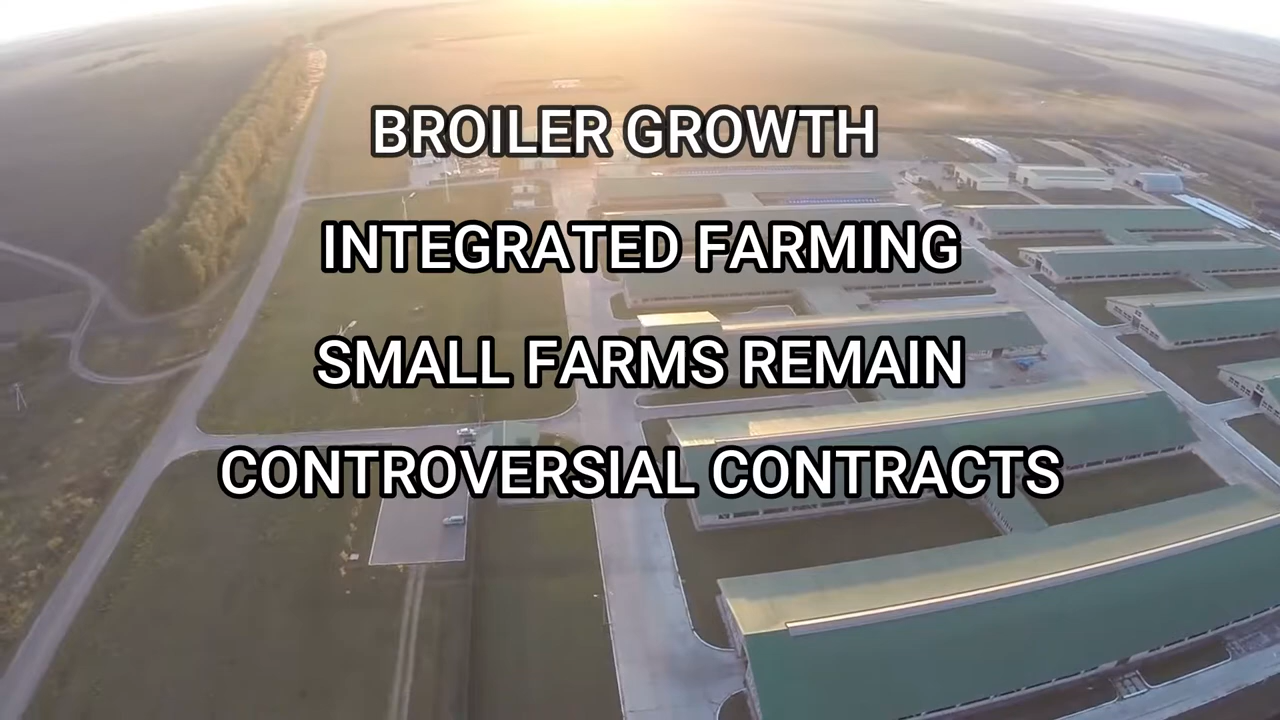 BROILER GROWTH
INTEGRATED FARMING
SMALL FARMS REMAIN
CONTROVERSIAL CONTRACTS